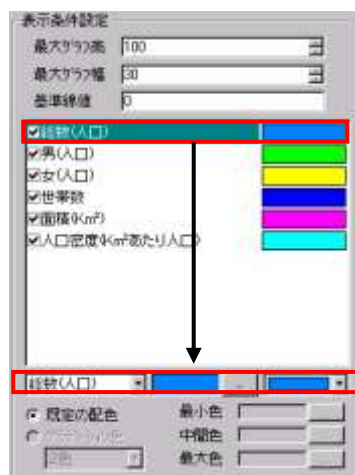 表示条件設定
最大グラフ高 100
最大グラフ幅 30
基準線値 0
総数(人口)
男(人口)
女(人口)
世帯数
面積(Km²)
人口密度(Km²あたり人口)
総数(人口) ...
既定の配色
最小色
中間色
最大色